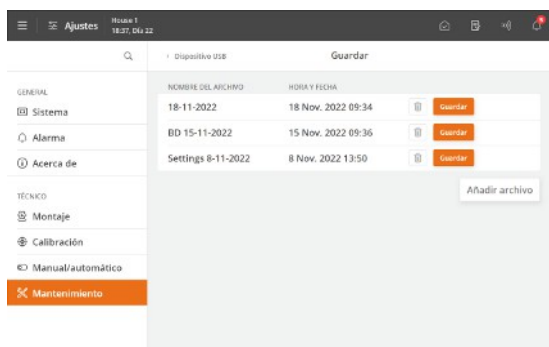 Ajustes
House 1
18:37, Día 22
‹ Dispositivo USB
Guardar
GENERAL
Sistema
Alarma
Acerca de
TÉCNICO
Montaje
Calibración
Manual/automático
Mantenimiento
NOMBRE DEL ARCHIVO HORA Y FECHA
18-11-2022 18 Nov. 2022 09:34 Guardar
BD 15-11-2022 15 Nov. 2022 09:36 Guardar
Settings 8-11-2022 8 Nov. 2022 13:50 Guardar
Añadir archivo